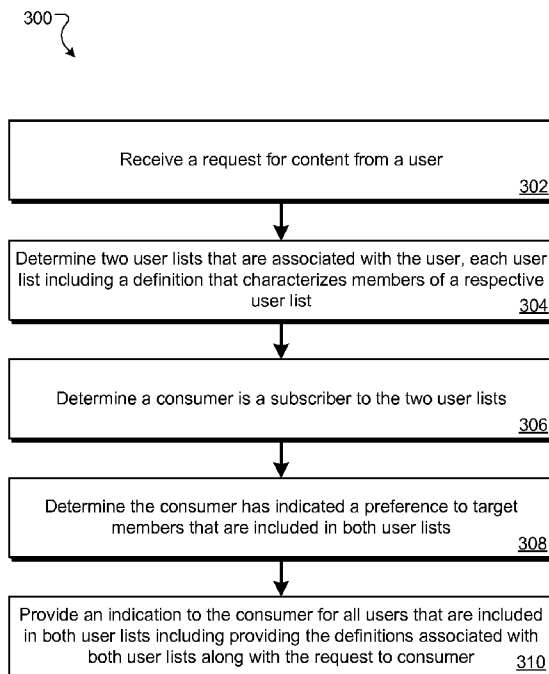 300
Receive a request for content from a user
302
Determine two user lists that are associated with the user, each user
list including a definition that characterizes members of a respective
user list
304
Determine a consumer is a subscriber to the two user lists
306
Determine the consumer has indicated a preference to target
members that are included in both user lists
308
Provide an indication to the consumer for all users that are included
in both user lists including providing the definitions associated with
both user lists along with the request to consumer
310